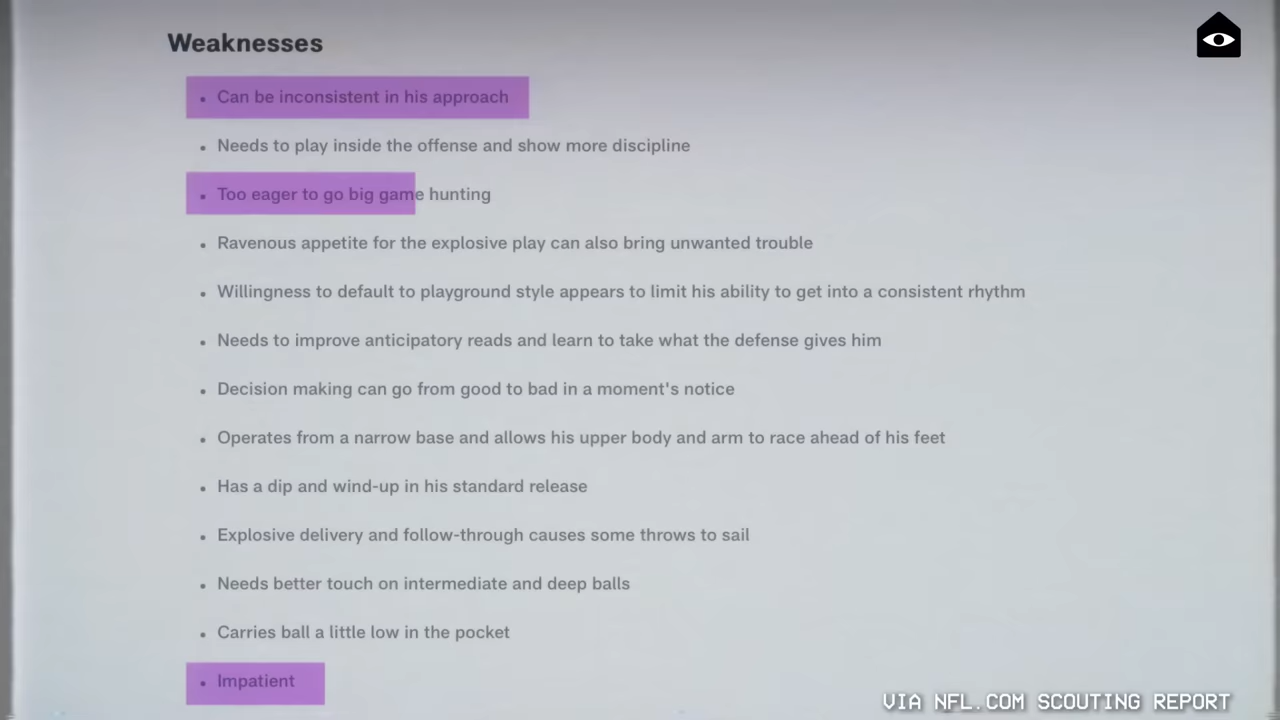 Weaknesses
• Can be inconsistent in his approach
• Needs to play inside the offense and show more discipline
• Too eager to go big game hunting
• Ravenous appetite for the explosive play can also bring unwanted trouble
• Willingness to default to playground style appears to limit his ability to get into a consistent rhythm
• Needs to improve anticipatory reads and learn to take what the defense gives him
• Decision making can go from good to bad in a moment's notice
• Operates from a narrow base and allows his upper body and arm to race ahead of his feet
• Has a dip and wind-up in his standard release
• Explosive delivery and follow-through causes some throws to sail
• Needs better touch on intermediate and deep balls
• Carries ball a little low in the pocket
• Impatient
VIA NFL.COM SCOUTING REPORT